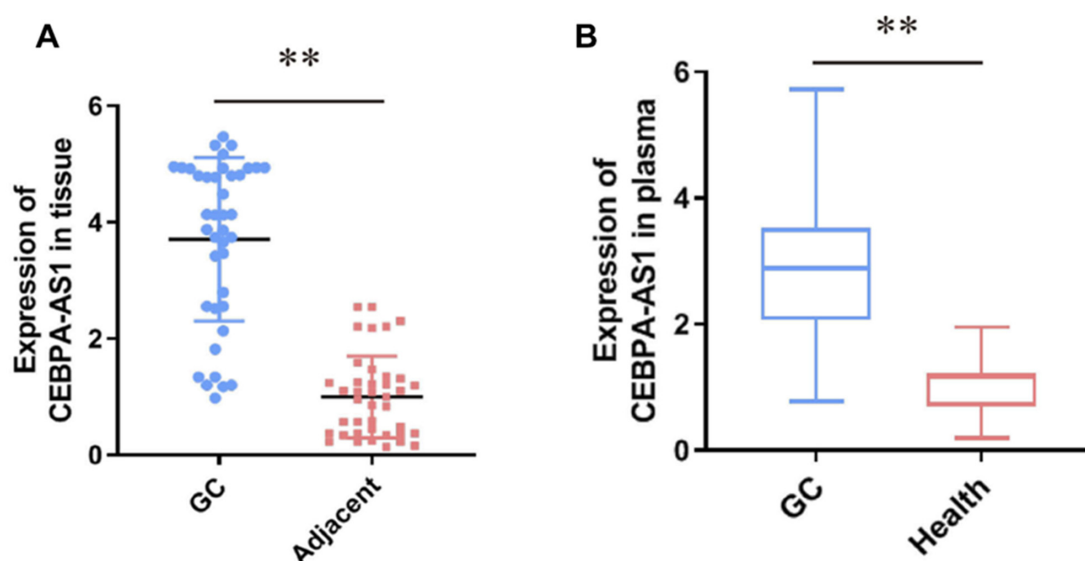 A
**
Expression of
CEBPA-AS1 in tissue
6
4
2
0
GC
Adjacent
B
**
Expression of
CEBPA-AS1 in plasma
6
4
2
0
GC
Health